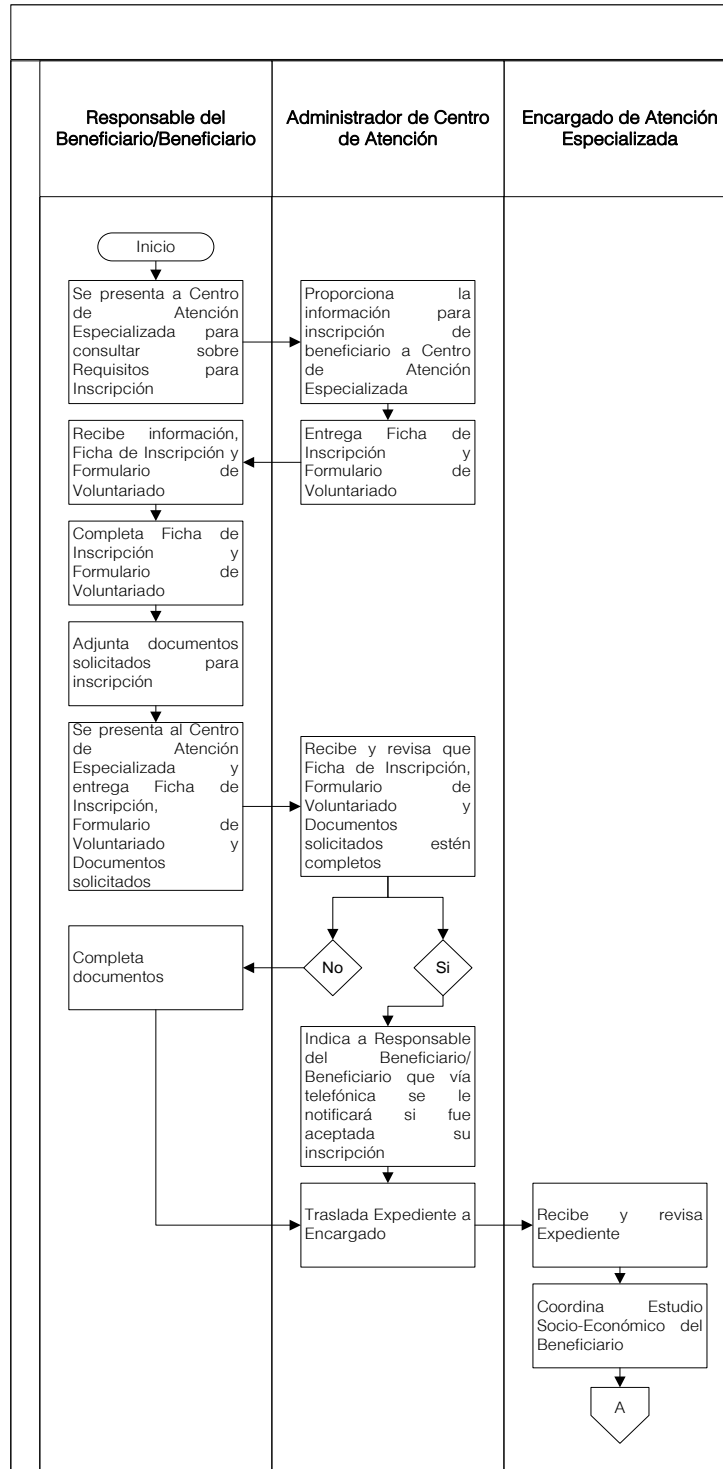 Responsable del
Beneficiario/Beneficiario
Administrador de Centro
de Atención
Encargado de Atención
Especializada
Inicio
Se presenta a Centro
de Atención
Especializada para
consultar sobre
Requisitos para
Inscripción
Proporciona la
información para
inscripción de
beneficiario a Centro
de Atención
Especializada
Entrega Ficha de
Inscripción y
Formulario de
Voluntariado
Recibe información,
Ficha de Inscripción y
Formulario de
Voluntariado
Completa Ficha de
Inscripción y
Formulario de
Voluntariado
Adjunta documentos
solicitados para
inscripción
Se presenta al Centro
de Atención
Especializada y
entrega Ficha de
Inscripción,
Formulario de
Voluntariado y
Documentos
solicitados
Recibe y revisa que
Ficha de Inscripción,
Formulario de
Voluntariado y
Documentos
solicitados estén
completos
No
Si
Completa
documentos
Indica a Responsable
del Beneficiario/
Beneficiario que vía
telefónica se le
notificará si fue
aceptada su
inscripción
Traslada Expediente a
Encargado
Recibe y revisa
Expediente
Coordina Estudio
Socio-Económico del
Beneficiario
A